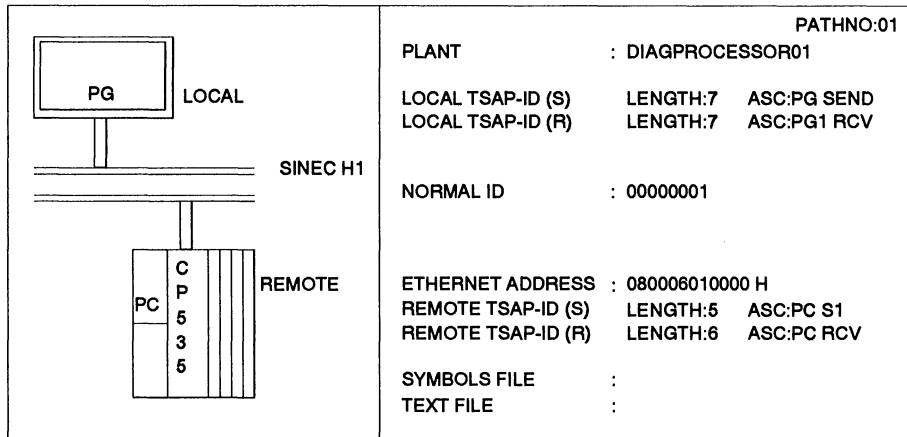 PG
LOCAL
SINEC H1
PC
C
P
5
3
5
REMOTE
PATHNO:01
PLANT : DIAGPROCESSOR01
LOCAL TSAP-ID (S) LENGTH:7 ASC:PG SEND
LOCAL TSAP-ID (R) LENGTH:7 ASC:PG1 RCV
NORMAL ID : 00000001
ETHERNET ADDRESS : 080006010000 H
REMOTE TSAP-ID (S) LENGTH:5 ASC:PC S1
REMOTE TSAP-ID (R) LENGTH:6 ASC:PC RCV
SYMBOLS FILE :
TEXT FILE :